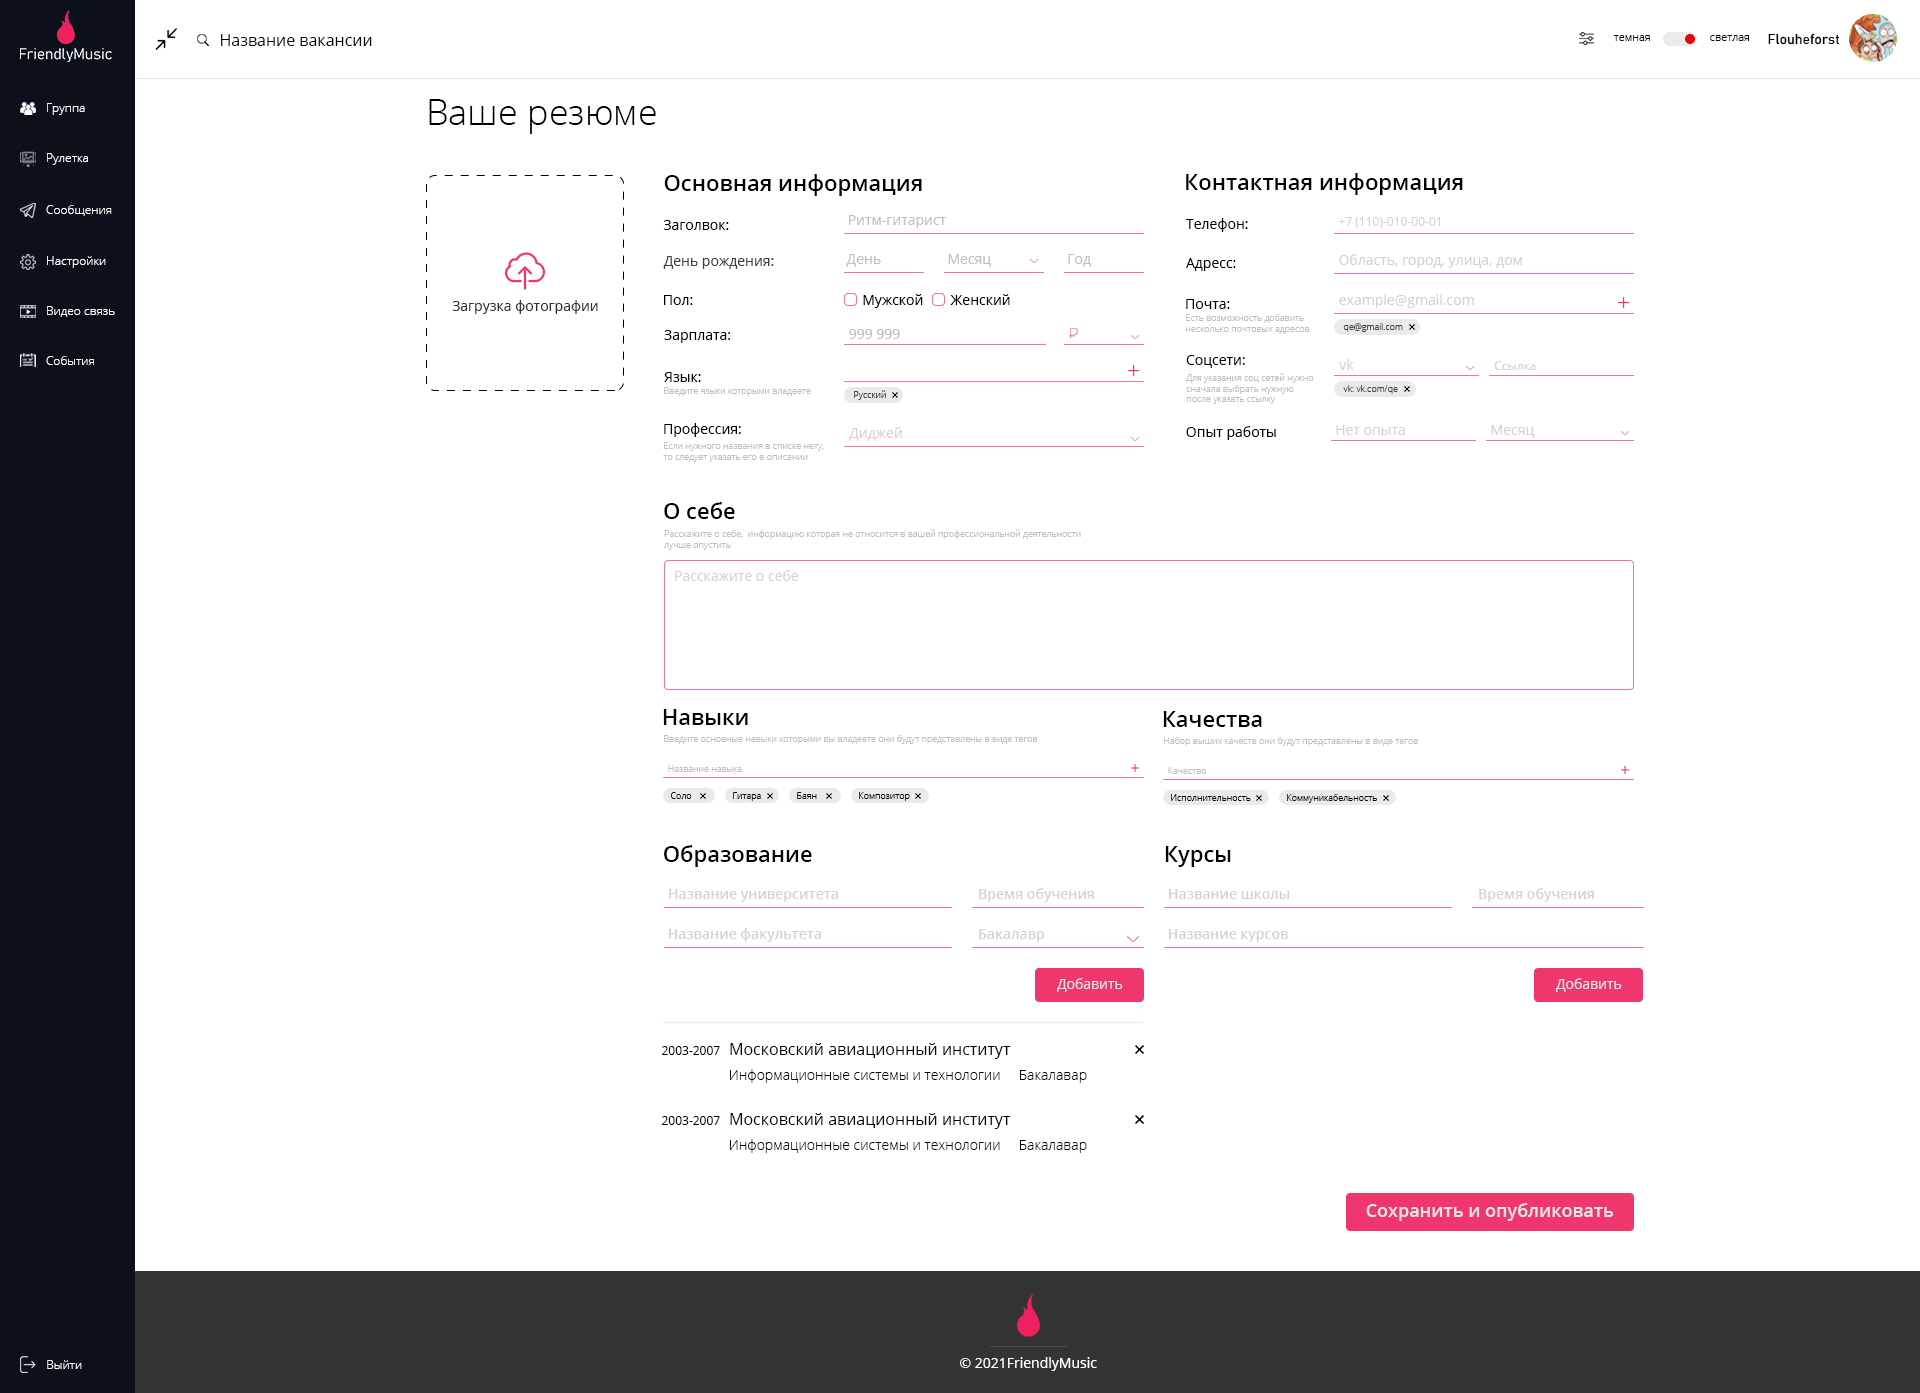 FriendlyMusic
Группа
Рулетка
Сообщения
Настройки
Видео связь
События
Выйти
Название вакансии
темная
светлая
Flouheforst
Ваше резюме
Загрузка фотографии
Основная информация
Заголвок: Ритм-гитарист
День рождения: День Месяц Год
Пол: Мужской Женский
Зарплата: 999 999 ₽
Язык:
Введите языки которыми владеете
Русский
Профессия: Диджей
Если нужного названия в списке нету,
то следует указать его в описании
Контактная информация
Телефон: +7 (110)-010-00-01
Адресс: Область, город, улица, дом
Почта: example@gmail.com
Есть возможность добавить
несколько почтовых адресов
qe@gmail.com
Соцсети: vk Ссылка
Для указания соц сетей нужно
сначала выбрать нужную
после указать ссылку
vk: vk.com/qe
Опыт работы Нет опыта Месяц
О себе
Расскажите о себе, информацию которая не относится в вашей профессиональной деятельности
лучше опустить
Расскажите о себе
Навыки
Введите основные навыки которыми вы владеете они будут представлены в виде тегов
Название навыка
Соло Гитара Баян Композитор
Качества
Набор выших качеств они будут представлены в виде тегов
Качество
Исполнительность Коммуникабельность
Образование
Название университета Время обучения
Название факультета Бакалавр
Добавить
Курсы
Название школы Время обучения
Название курсов
Добавить
2003-2007 Московский авиационный институт
Информационные системы и технологии Бакалавар
2003-2007 Московский авиационный институт
Информационные системы и технологии Бакалавар
Сохранить и опубликовать
© 2021FriendlyMusic